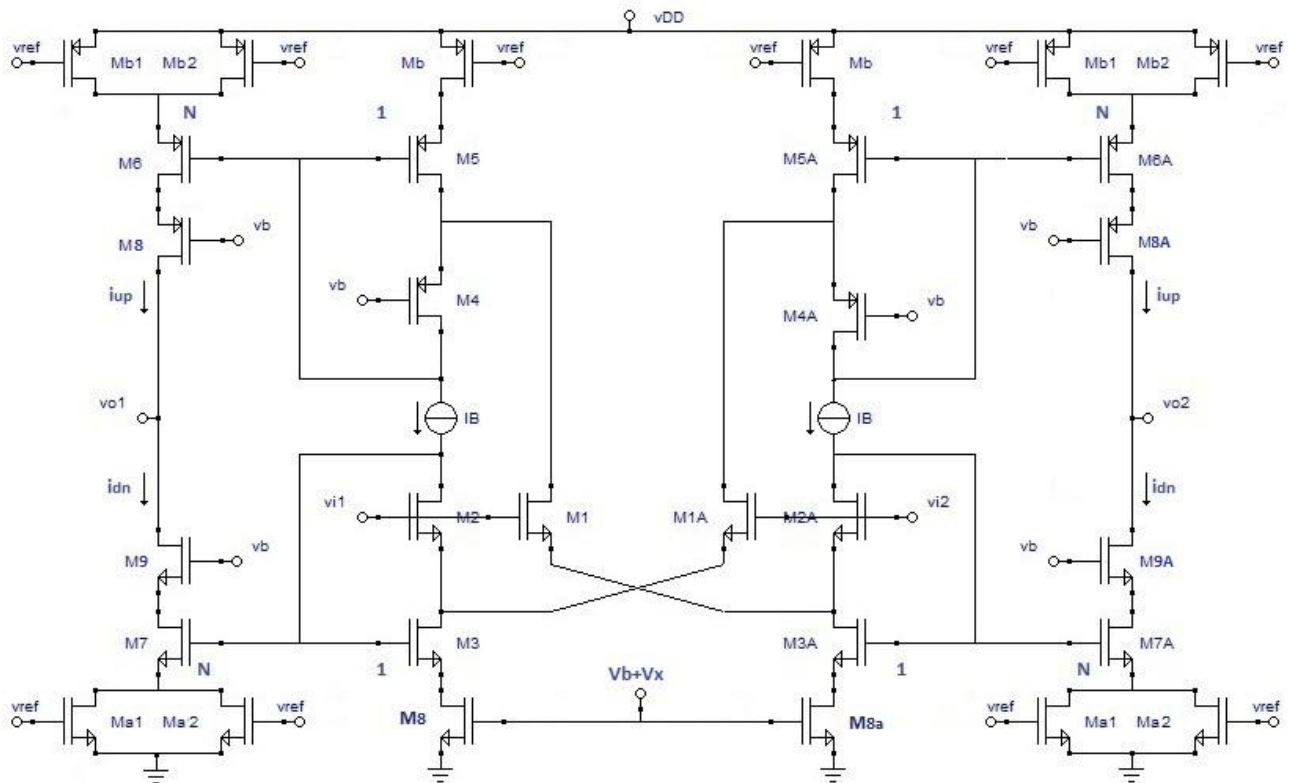 vDD
vref vref vref vref vref vref
Mb1 Mb2 Mb Mb Mb1 Mb2
N 1 1 N
M6 M5 M5A M6A
M8 vb vb M8A
iup vb M4 M4A vb iup
vo1 IB IB vo2
idn idn
vi1 M2 M1 M1A M2A vi2
M9 vb vb M9A
M7 M3 M3A M7A
N 1 Vb+Vx 1 N
vref Ma1 Ma2 vref M8 M8a vref Ma1 Ma2 vref